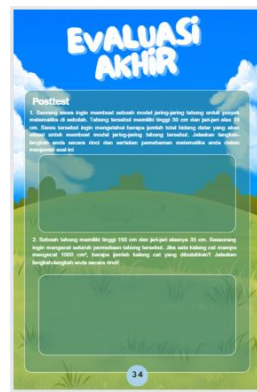 EVALUASI
AKHIR
Posttest
1. Seorang siswa ingin membuat sebuah model jaring-jaring tabung untuk proyek
matematika di sekolah. Tabung tersebut memiliki tinggi 50 cm dan jari-jari alas 35
cm. Siswa tersebut ingin mengetahui berapa jumlah total bidang datar yang akan
dibuat untuk membuat model jaring-jaring tabung tersebut. Jelaskan langkah-
langkah anda secara rinci dan sertakan pemahaman matematika anda dalam
menjawab soal ini
2. Sebuah tabung memiliki tinggi 150 cm dan jari-jari alasnya 35 cm. Seseorang
ingin mengecat seluruh permukaan tabung tersebut. Jika satu kaleng cat mampu
mengecat 1000 cm², berapa jumlah kaleng cat yang dibutuhkan? Jelaskan
langkah-langkah anda secara rinci!
34